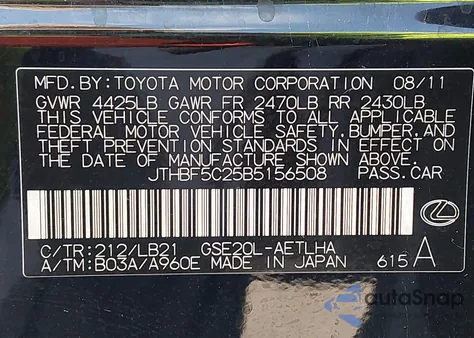 MFD.BY:TOYOTA MOTOR CORPORATION 08/11
GVWR 4425LB GAWR FR 2470LB RR 2430LB
THIS VEHICLE CONFORMS TO ALL APPLICABLE
FEDERAL MOTOR VEHICLE SAFETY,BUMPER,AND
THEFT PREVENTION STANDARDS IN EFFECT ON
THE DATE OF MANUFACTURE SHOWN ABOVE.
JTHBF5C25B5156508 PASS.CAR
C/TR:212/LB21 GSE20L-AETLHA
A/TM:B03A/A960E MADE IN JAPAN 615 A
autoSnap